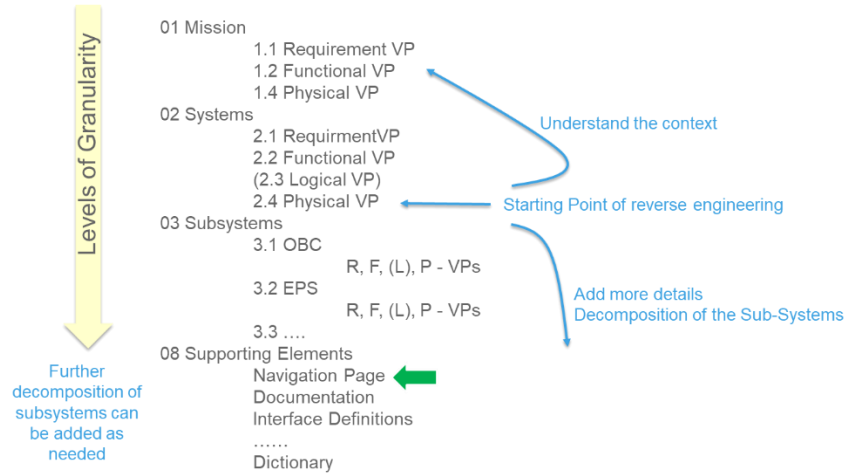 Levels of Granularity
01 Mission
1.1 Requirement VP
1.2 Functional VP
1.4 Physical VP
02 Systems
2.1 RequirmentVP
2.2 Functional VP
(2.3 Logical VP)
2.4 Physical VP
03 Subsystems
3.1 OBC
R, F, (L), P - VPs
3.2 EPS
R, F, (L), P - VPs
3.3 ....
08 Supporting Elements
Navigation Page
Documentation
Interface Definitions
......
Dictionary
Understand the context
Starting Point of reverse engineering
Add more details
Decomposition of the Sub-Systems
Further
decomposition of
subsystems can
be added as
needed